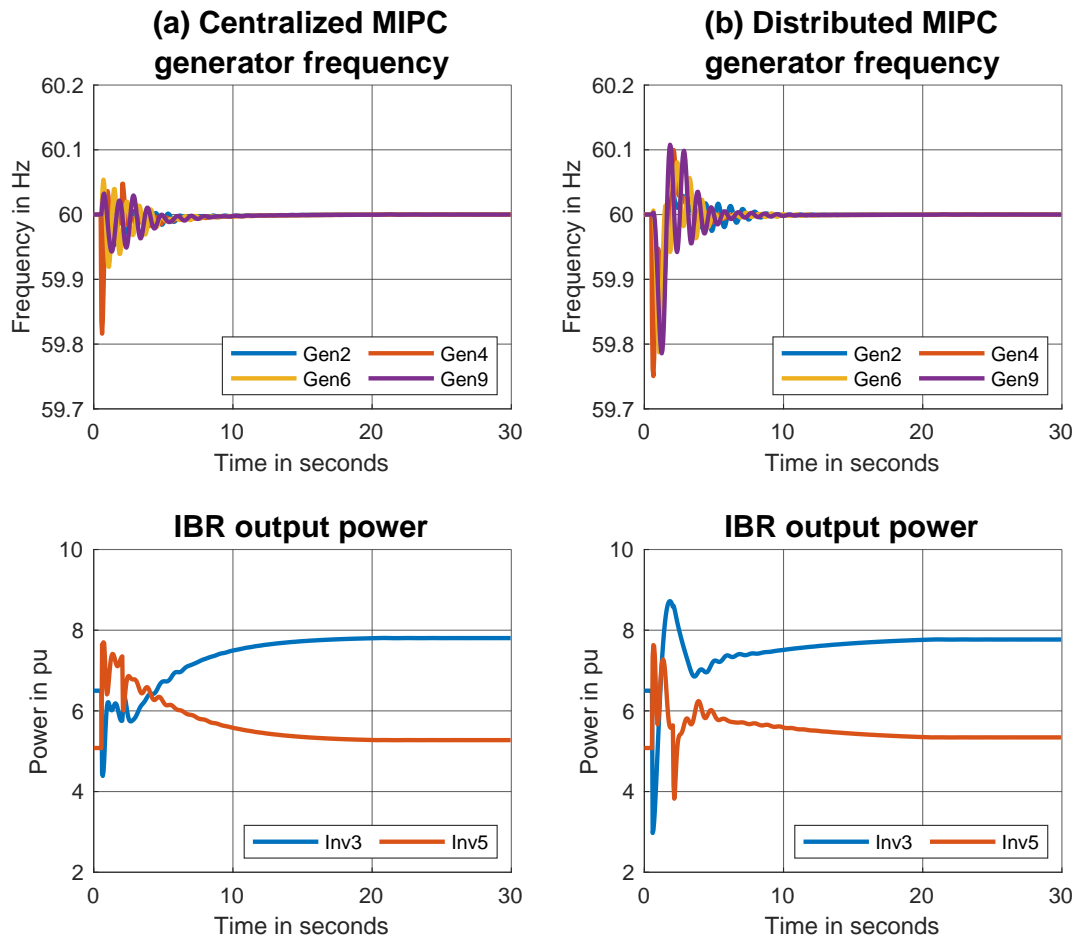 (a) Centralized MIPC
generator frequency
60.2
60.1
60
59.9
59.8
59.7
Frequency in Hz
Gen2
Gen4
Gen6
Gen9
0
10
20
30
Time in seconds
(b) Distributed MIPC
generator frequency
60.2
60.1
60
59.9
59.8
59.7
Frequency in Hz
Gen2
Gen4
Gen6
Gen9
0
10
20
30
Time in seconds
IBR output power
10
8
6
4
2
Power in pu
Inv3
Inv5
0
10
20
30
Time in seconds
IBR output power
10
8
6
4
2
Power in pu
Inv3
Inv5
0
10
20
30
Time in seconds